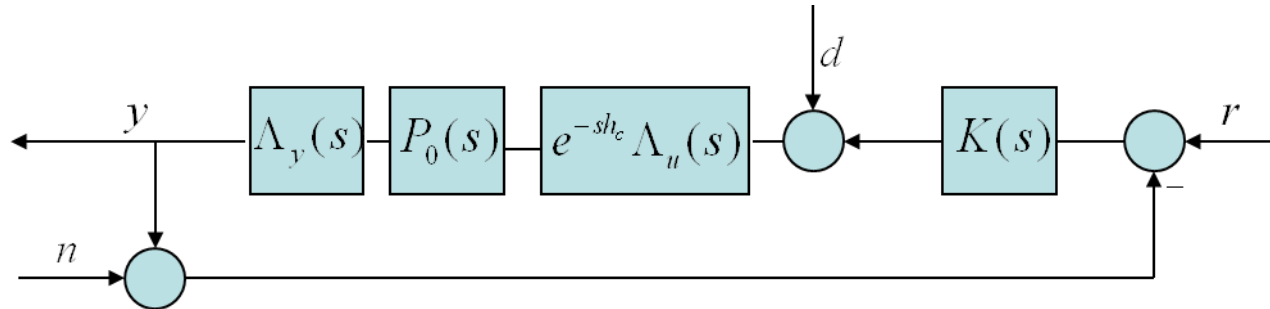 d
y
Λ_y(s)
P_0(s)
e^{-sh_c} Λ_u(s)
K(s)
r
−
n